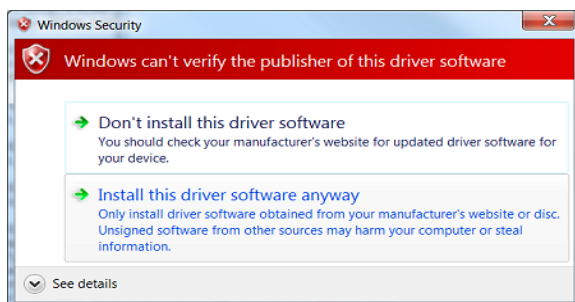 Windows Security
Windows can't verify the publisher of this driver software
Don't install this driver software
You should check your manufacturer's website for updated driver software for
your device.
Install this driver software anyway
Only install driver software obtained from your manufacturer's website or disc.
Unsigned software from other sources may harm your computer or steal
information.
See details